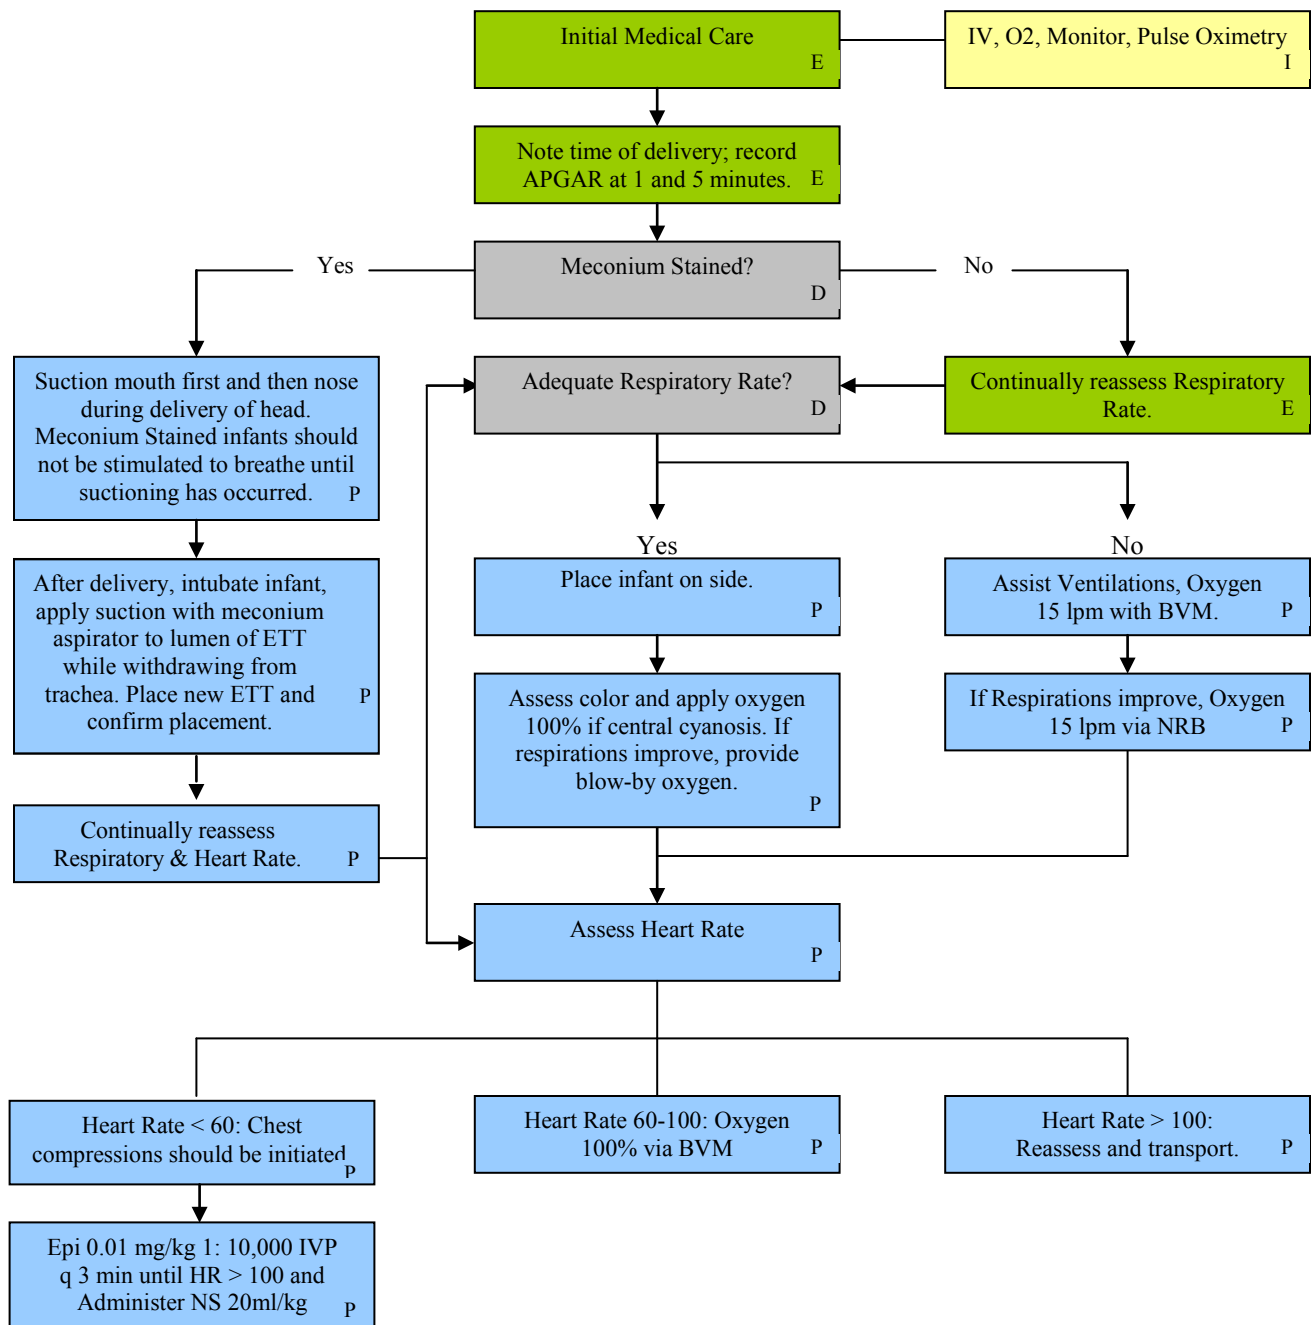 Initial Medical Care
E
IV, O2, Monitor, Pulse Oximetry
I
Note time of delivery; record
APGAR at 1 and 5 minutes.
E
Yes
Meconium Stained?
D
No
Suction mouth first and then nose
during delivery of head.
Meconium Stained infants should
not be stimulated to breathe until
suctioning has occurred.
P
Adequate Respiratory Rate?
D
Continually reassess Respiratory
Rate.
E
After delivery, intubate infant,
apply suction with meconium
aspirator to lumen of ETT
while withdrawing from
trachea. Place new ETT and
confirm placement.
P
Yes
Place infant on side.
P
No
Assist Ventilations, Oxygen
15 lpm with BVM.
P
Assess color and apply oxygen
100% if central cyanosis. If
respirations improve, provide
blow-by oxygen.
P
If Respirations improve, Oxygen
15 lpm via NRB
P
Continually reassess
Respiratory & Heart Rate.
P
Assess Heart Rate
P
Heart Rate < 60: Chest
compressions should be initiated
P
Heart Rate 60-100: Oxygen
100% via BVM
P
Heart Rate > 100:
Reassess and transport.
P
Epi 0.01 mg/kg 1: 10,000 IVP
q 3 min until HR > 100 and
Administer NS 20ml/kg
P